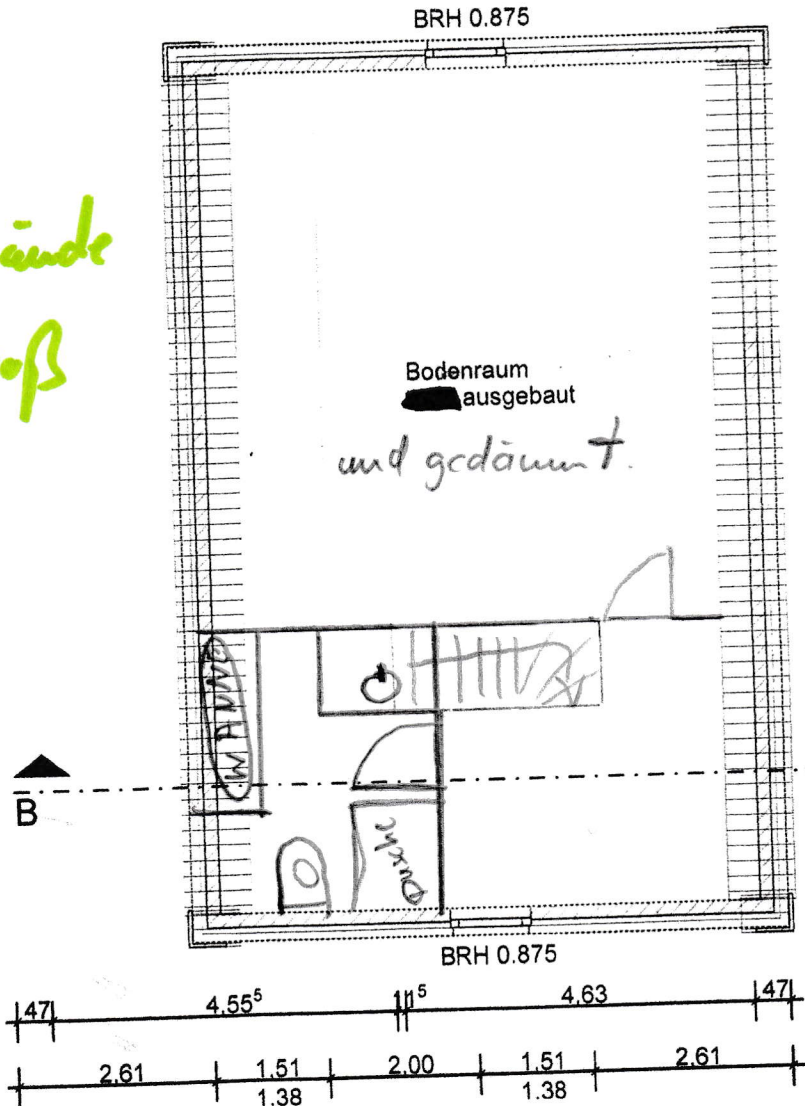 BRH 0.875
Bodenraum
ausgebaut
und gedämmt.
WANNE
Dusche
B
BRH 0.875
47 4.55⁵ 11⁵ 4.63 47
2.61 1.51 2.00 1.51 2.61
1.38 1.38